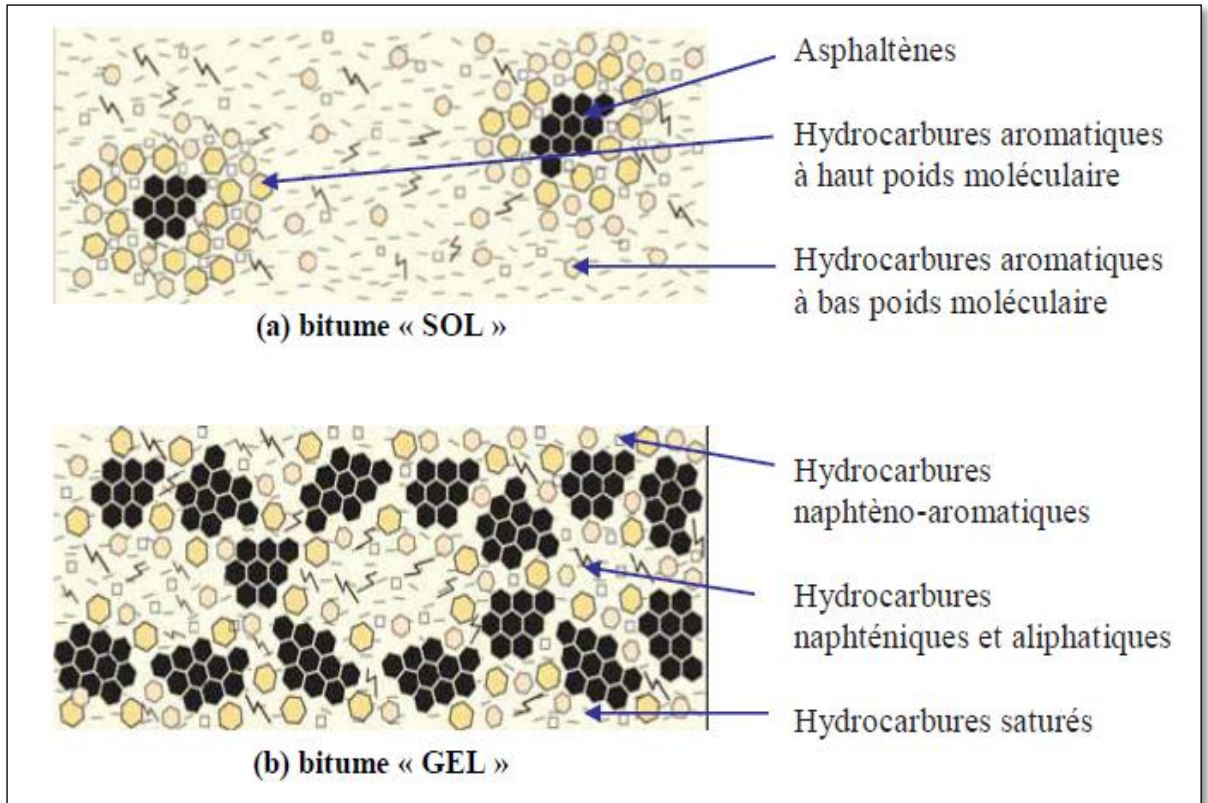 Asphaltènes
Hydrocarbures aromatiques
à haut poids moléculaire
Hydrocarbures aromatiques
à bas poids moléculaire
(a) bitume « SOL »
Hydrocarbures
naphtèno-aromatiques
Hydrocarbures
naphténiques et aliphatiques
Hydrocarbures saturés
(b) bitume « GEL »